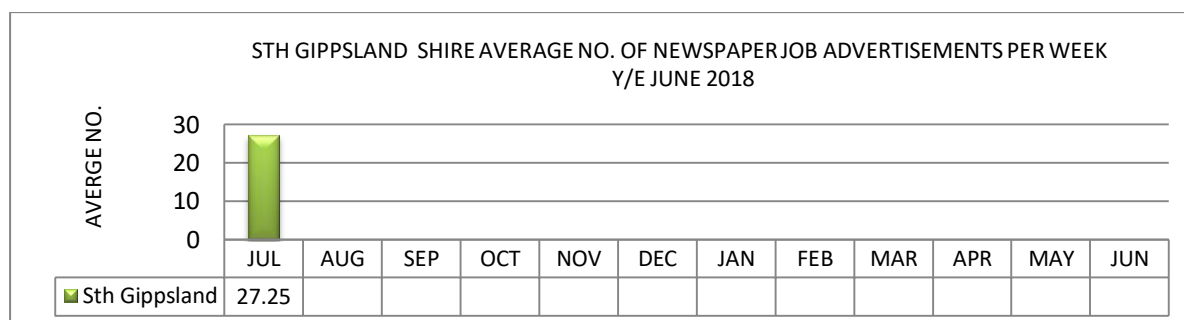 STH GIPPSLAND SHIRE AVERAGE NO. OF NEWSPAPER JOB ADVERTISEMENTS PER WEEK
Y/E JUNE 2018
AVERGE NO.
30
20
10
0
JUL AUG SEP OCT NOV DEC JAN FEB MAR APR MAY JUN
Sth Gippsland 27.25